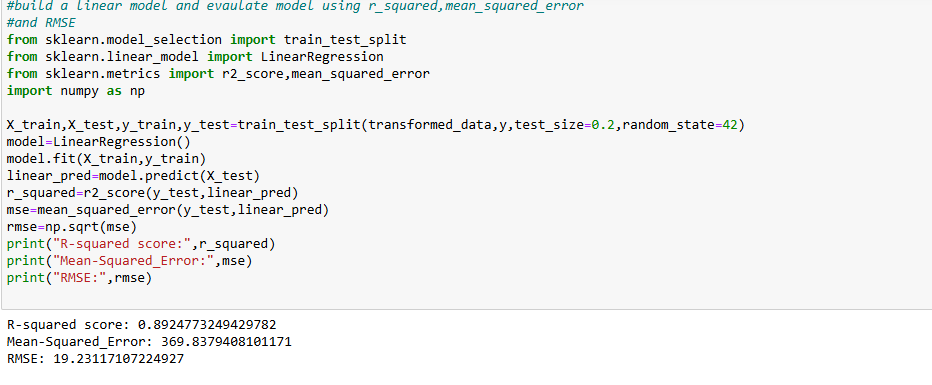 #build a linear model and evaulate model using r_squared,mean_squared_error
#and RMSE
from sklearn.model_selection import train_test_split
from sklearn.linear_model import LinearRegression
from sklearn.metrics import r2_score,mean_squared_error
import numpy as np
X_train,X_test,y_train,y_test=train_test_split(transformed_data,y,test_size=0.2,random_state=42)
model=LinearRegression()
model.fit(X_train,y_train)
linear_pred=model.predict(X_test)
r_squared=r2_score(y_test,linear_pred)
mse=mean_squared_error(y_test,linear_pred)
rmse=np.sqrt(mse)
print("R-squared score:",r_squared)
print("Mean-Squared_Error:",mse)
print("RMSE:",rmse)
R-squared score: 0.8924773249429782
Mean-Squared_Error: 369.8379408101171
RMSE: 19.23117107224927